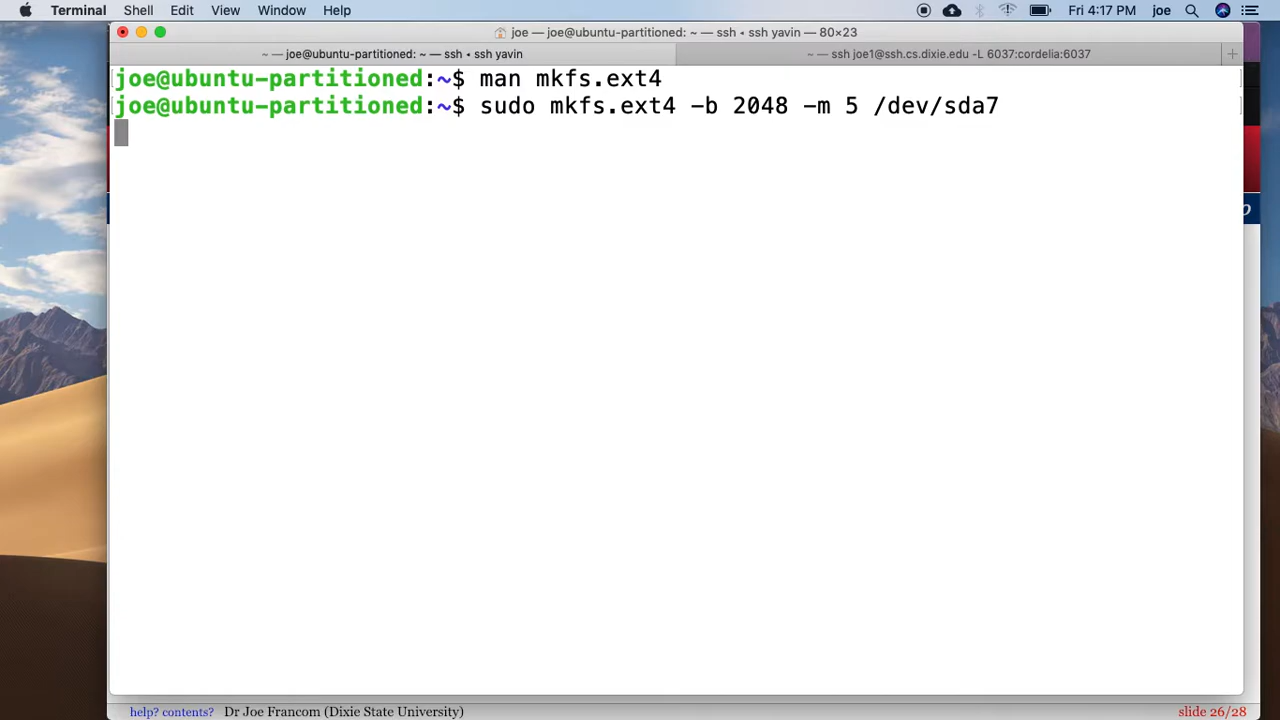 Terminal Shell Edit View Window Help Fri 4:17 PM joe
joe — joe@ubuntu-partitioned: ~ — ssh • ssh yavin — 80×23
~ — joe@ubuntu-partitioned: ~ — ssh • ssh yavin
~ — ssh joe1@ssh.cs.dixie.edu -L 6037:cordelia:6037
joe@ubuntu-partitioned:~$ man mkfs.ext4
joe@ubuntu-partitioned:~$ sudo mkfs.ext4 -b 2048 -m 5 /dev/sda7
help? contents? Dr Joe Francom (Dixie State University) slide 26/28